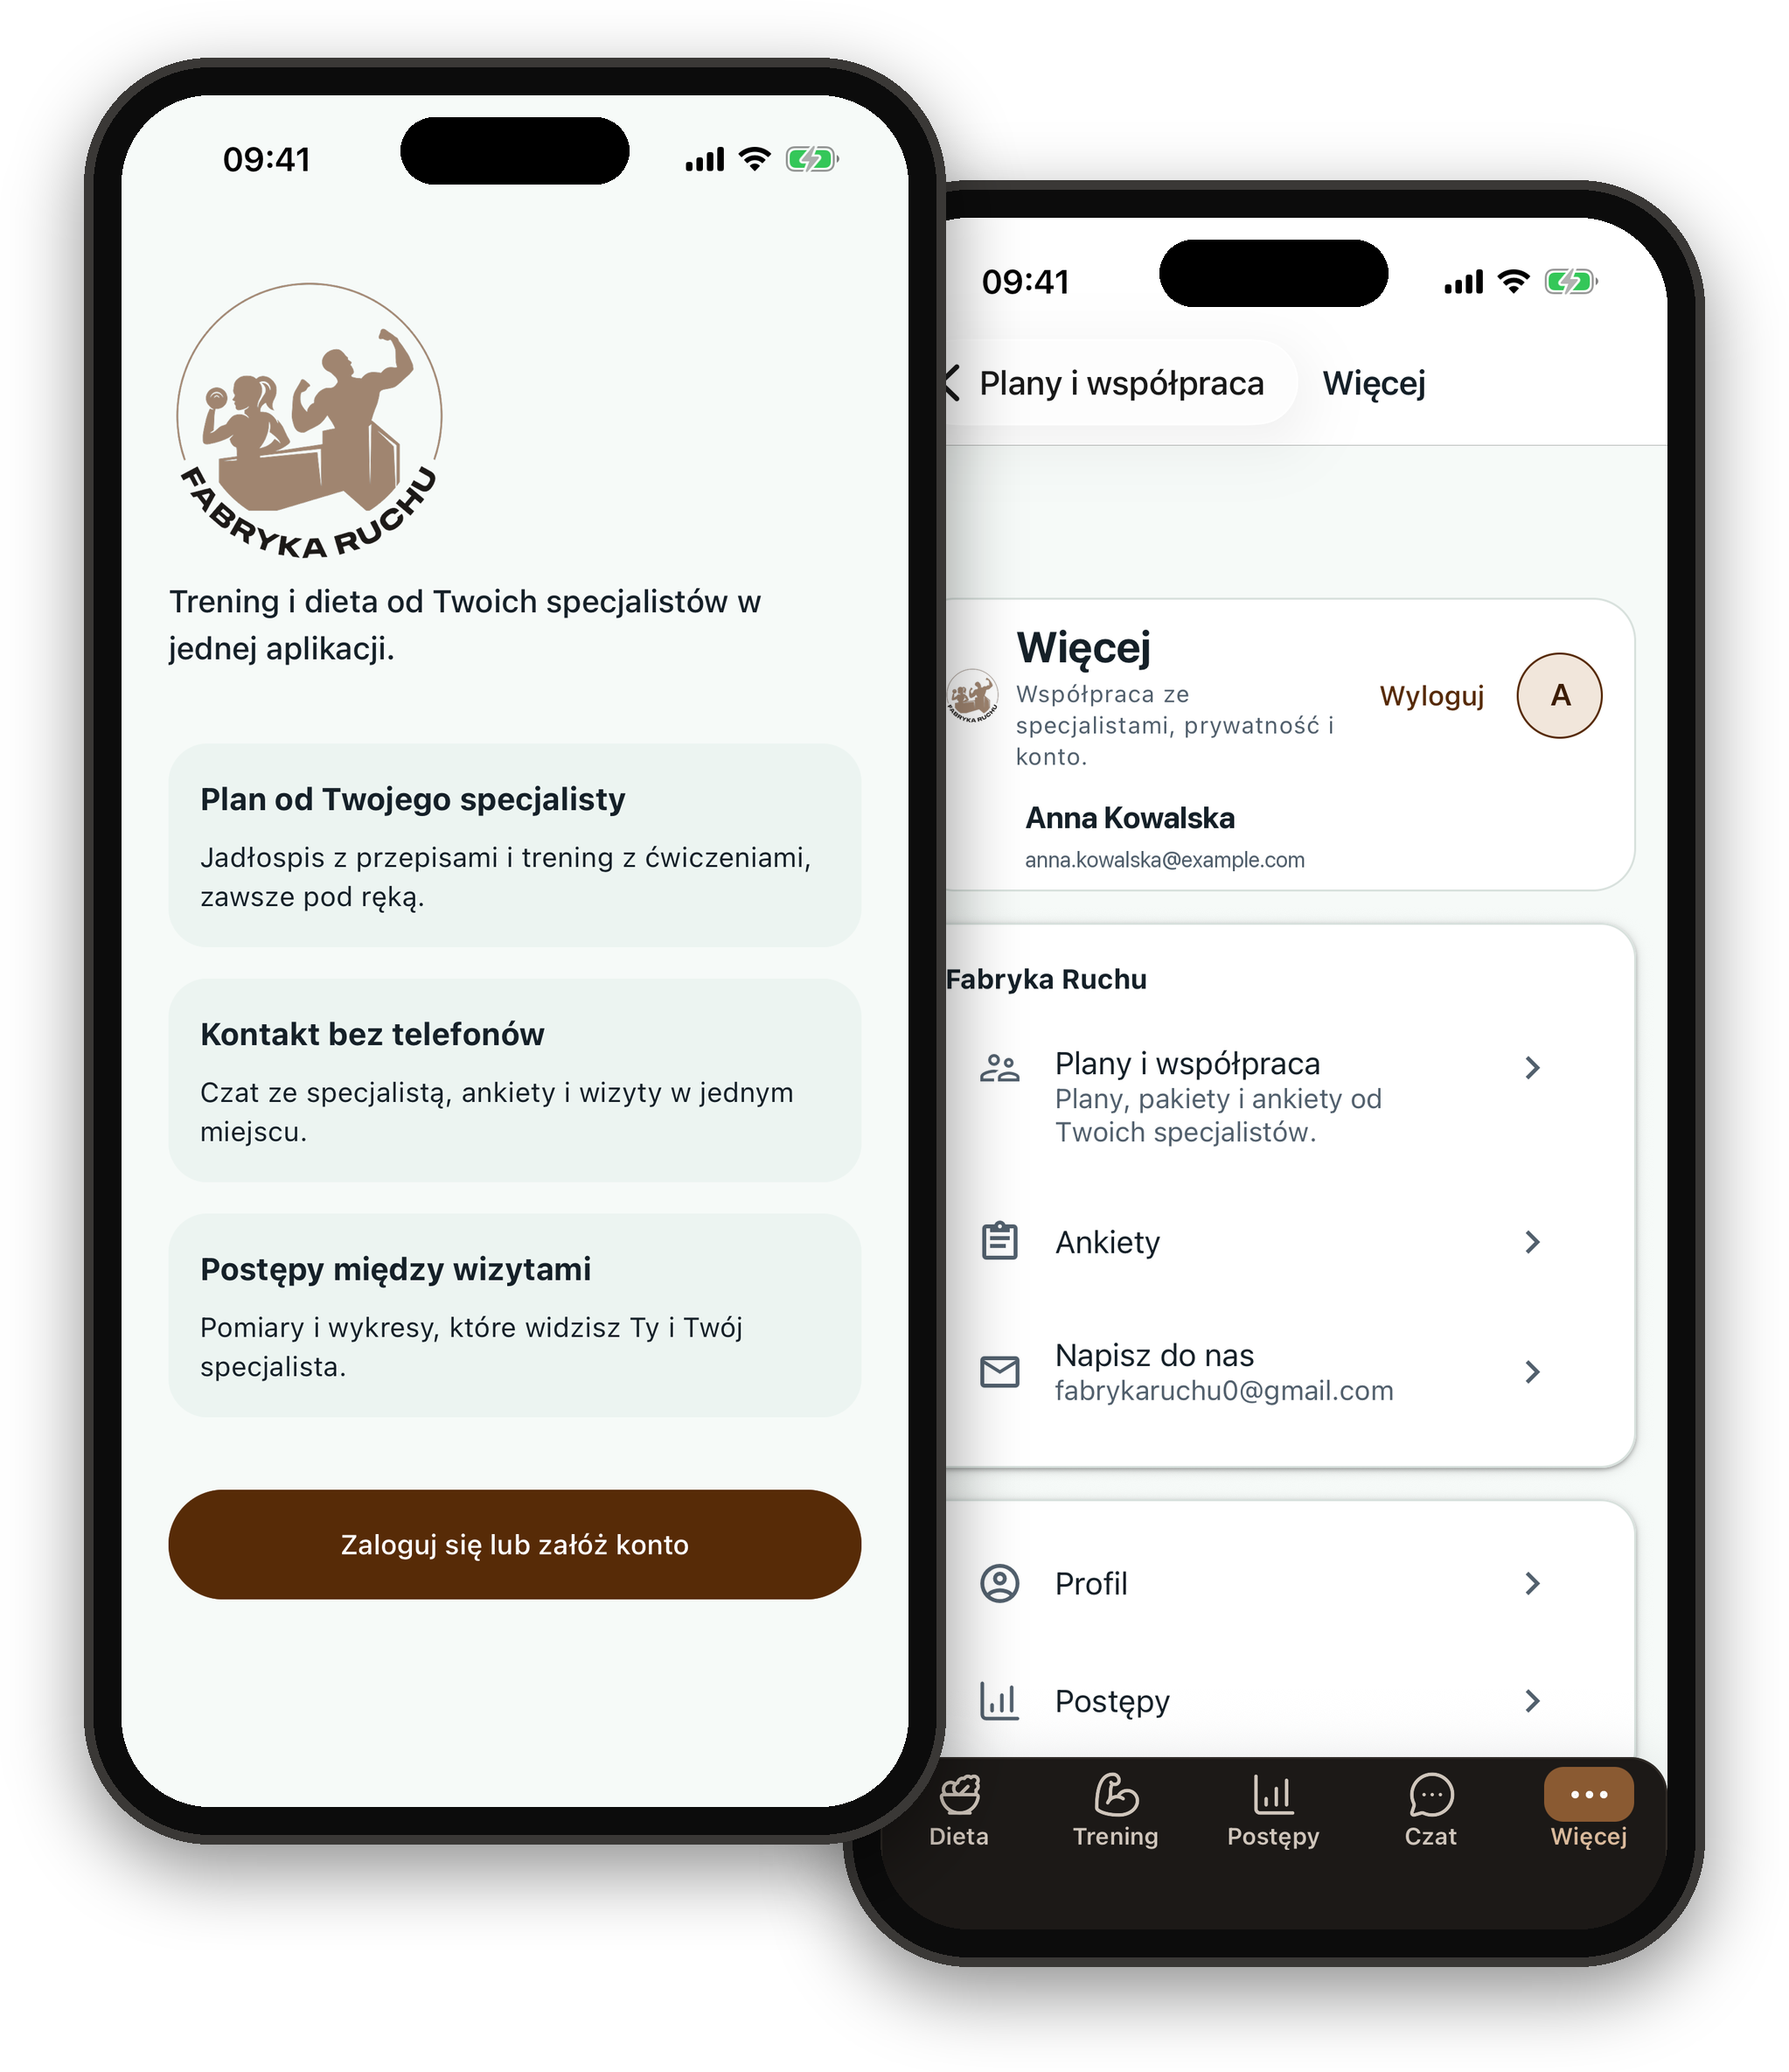 09:41
FABRYKA RUCHU
Trening i dieta od Twoich specjalistów w
jednej aplikacji.
Plan od Twojego specjalisty
Jadłospis z przepisami i trening z ćwiczeniami,
zawsze pod ręką.
Kontakt bez telefonów
Czat ze specjalistą, ankiety i wizyty w jednym
miejscu.
Postępy między wizytami
Pomiary i wykresy, które widzisz Ty i Twój
specjalista.
Zaloguj się lub załóż konto
09:41
Plany i współpraca
Więcej
Więcej
FABRYKA RUCHU
Współpraca ze
specjalistami, prywatność i
konto.
Wyloguj
A
Anna Kowalska
anna.kowalska@example.com
Fabryka Ruchu
Plany i współpraca
Plany, pakiety i ankiety od
Twoich specjalistów.
Ankiety
Napisz do nas
fabrykaruchu0@gmail.com
Profil
Postępy
Dieta
Trening
Postępy
Czat
Więcej